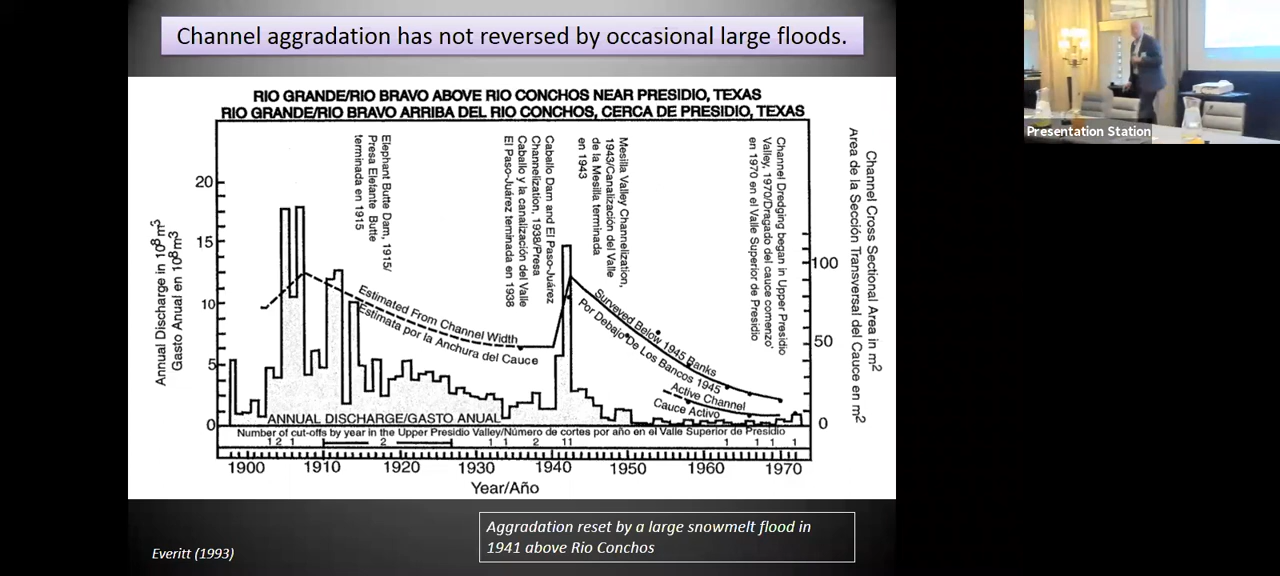 Channel aggradation has not reversed by occasional large floods.
Presentation Station
RIO GRANDE/RIO BRAVO ABOVE RIO CONCHOS NEAR PRESIDIO, TEXAS
RIO GRANDE/RIO BRAVO ARRIBA DEL RIO CONCHOS, CERCA DE PRESIDIO, TEXAS
Annual Discharge in 10⁸ m³
Gasto Anual en 10⁸m³
20
15
10
5
0
Elephant Butte Dam, 1915/
Presa Elefante Butte
terminada en 1915
Caballo Dam and El Paso-Juárez
Channelization, 1938/Presa
Caballo y la canalización del Valle
El Paso-Juárez teminada en 1938
Mesilla Valley Channelization,
1943/Canalización del Valle
de la Mesilla terminada
en 1943
Channel Dredging began in Upper Presidio
Valley, 1970/Dragado del cauce comenzo'
en 1970 en el Valle Superior de Presidio
Channel Cross Sectional Area in m²
Area de la Sección Transversal del Cauce en m²
100
50
0
Estimated From Channel Width
Estimata por la Anchura del Cauce
Surveyed Below 1945 Banks
Por Debajo De Los Bancos 1945
Active Channel
Cauce Activo
ANNUAL DISCHARGE/GASTO ANUAL
Number of cut-offs by year in the Upper Presidio Valley/Número de cortes por año en el Valle Superior de Presidio
1 2 1 2 1 1 2 11 1 1 1 1
1900 1910 1920 1930 1940 1950 1960 1970
Year/Año
Aggradation reset by a large snowmelt flood in
1941 above Rio Conchos
Everitt (1993)